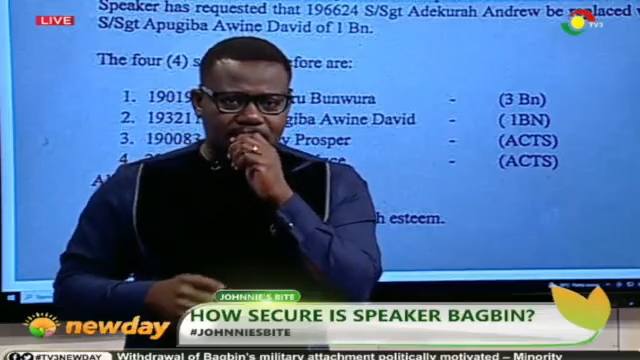 LIVE
Speaker has requested that 196624 S/Sgt Adekurah Andrew be replaced
S/Sgt Apugiba Awine David of 1 Bn.
TV3
The four (4) s efore are:
1. 19019 ru Bunwura - (3 Bn)
2. 19321 giba Awine David - ( 1BN)
3. 190083 y Prosper - (ACTS)
4. - (ACTS)
h esteem.
JOHNNIE'S BITE
HOW SECURE IS SPEAKER BAGBIN?
#JOHNNIESBITE
newday
@TV3NEWDAY Withdrawal of Bagbin's military attachment politically motivated – Minority